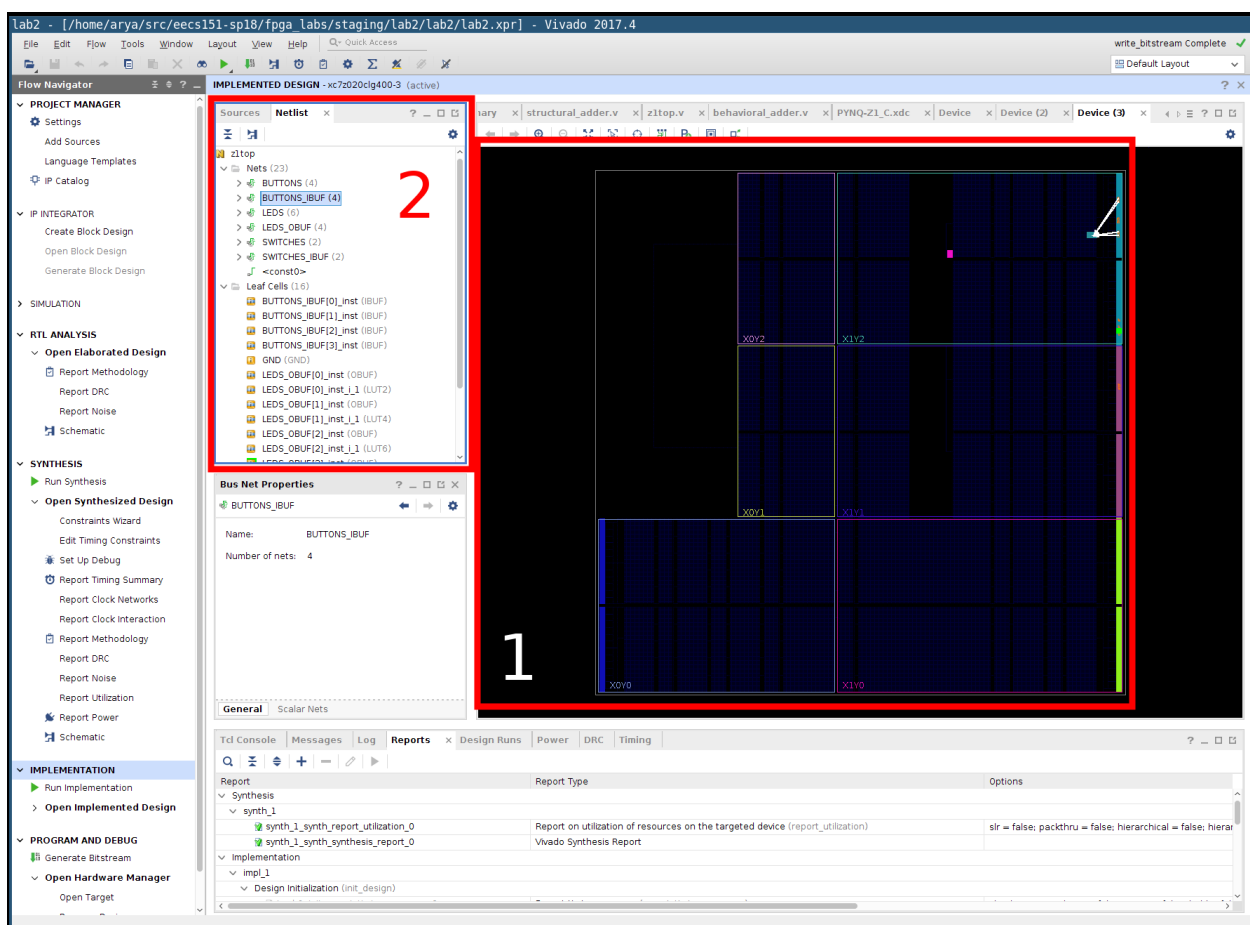 lab2 - [/home/arya/src/eecs151-sp18/fpga_labs/staging/lab2/lab2/lab2.xpr] - Vivado 2017.4
File Edit Flow Tools Window Layout View Help Quick Access
write_bitstream Complete
Default Layout
Flow Navigator
PROJECT MANAGER
Settings
Add Sources
Language Templates
IP Catalog
IP INTEGRATOR
Create Block Design
Open Block Design
Generate Block Design
SIMULATION
RTL ANALYSIS
Open Elaborated Design
Report Methodology
Report DRC
Report Noise
Schematic
SYNTHESIS
Run Synthesis
Open Synthesized Design
Constraints Wizard
Edit Timing Constraints
Set Up Debug
Report Timing Summary
Report Clock Networks
Report Clock Interaction
Report Methodology
Report DRC
Report Noise
Report Utilization
Report Power
Schematic
IMPLEMENTATION
Run Implementation
Open Implemented Design
PROGRAM AND DEBUG
Generate Bitstream
Open Hardware Manager
Open Target
IMPLEMENTED DESIGN - xc7z020clg400-3 (active)
Sources Netlist
2
z1top
Nets (23)
BUTTONS (4)
BUTTONS_IBUF (4)
LEDS (6)
LEDS_OBUF (4)
SWITCHES (2)
SWITCHES_IBUF (2)
<const0>
Leaf Cells (16)
BUTTONS_IBUF[0]_inst (IBUF)
BUTTONS_IBUF[1]_inst (IBUF)
BUTTONS_IBUF[2]_inst (IBUF)
BUTTONS_IBUF[3]_inst (IBUF)
GND (GND)
LEDS_OBUF[0]_inst (OBUF)
LEDS_OBUF[0]_inst_i_1 (LUT2)
LEDS_OBUF[1]_inst (OBUF)
LEDS_OBUF[1]_inst_i_1 (LUT4)
LEDS_OBUF[2]_inst (OBUF)
LEDS_OBUF[2]_inst_i_1 (LUT6)
Bus Net Properties
BUTTONS_IBUF
Name: BUTTONS_IBUF
Number of nets: 4
General Scalar Nets
structural_adder.v z1top.v behavioral_adder.v PYNQ-Z1_C.xdc Device Device (2) Device (3)
X0Y2 X1Y2
X0Y1 X1Y1
1
X0Y0 X1Y0
Tcl Console Messages Log Reports Design Runs Power DRC Timing
Report Report Type Options
Synthesis
synth_1
synth_1_synth_report_utilization_0 Report on utilization of resources on the targeted device (report_utilization) slr = false; packthru = false; hierarchical = false; hierar
synth_1_synth_synthesis_report_0 Vivado Synthesis Report
Implementation
impl_1
Design Initialization (init_design)